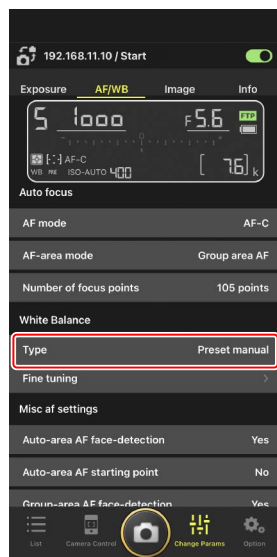 192.168.11.10 / Start
Exposure AF/WB Image Info
S 1000 F5.6 FTP
AF-C
WB PRE ISO-AUTO 400 [ 7.6] k
Auto focus
AF mode AF-C
AF-area mode Group area AF
Number of focus points 105 points
White Balance
Type Preset manual
Fine tuning >
Misc af settings
Auto-area AF face-detection Yes
Auto-area AF starting point No
Group-area AF face-detection Yes
List Camera Control Change Params Option